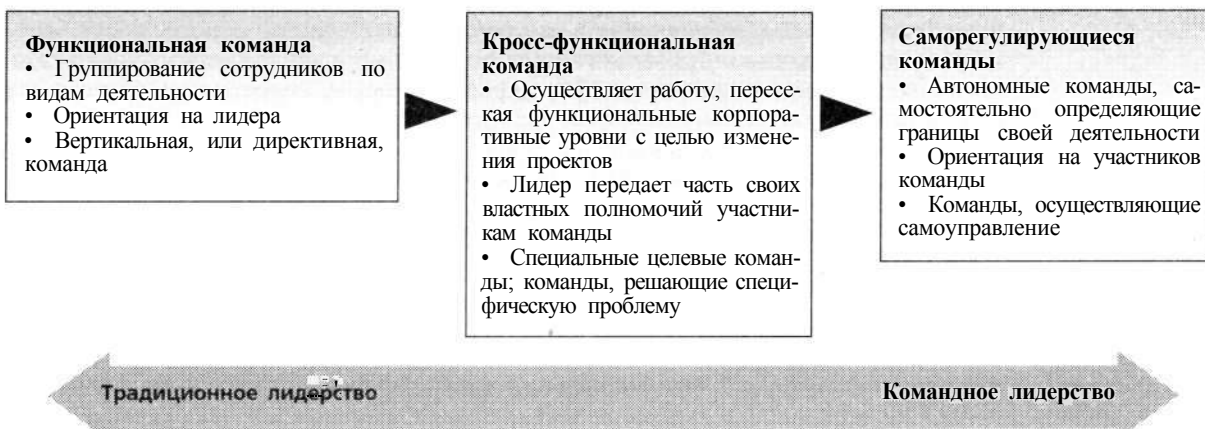 Функциональная команда
• Группирование сотрудников по
видам деятельности
• Ориентация на лидера
• Вертикальная, или директивная,
команда
Кросс-функциональная
команда
• Осуществляет работу, пересе-
кая функциональные корпора-
тивные уровни с целью измене-
ния проектов
• Лидер передает часть своих
властных полномочий участни-
кам команды
• Специальные целевые коман-
ды; команды, решающие специ-
фическую проблему
Саморегулирующиеся
команды
• Автономные команды, са-
мостоятельно определяющие
границы своей деятельности
• Ориентация на участников
команды
• Команды, осуществляющие
самоуправление
Традиционное лидерство
Командное лидерство